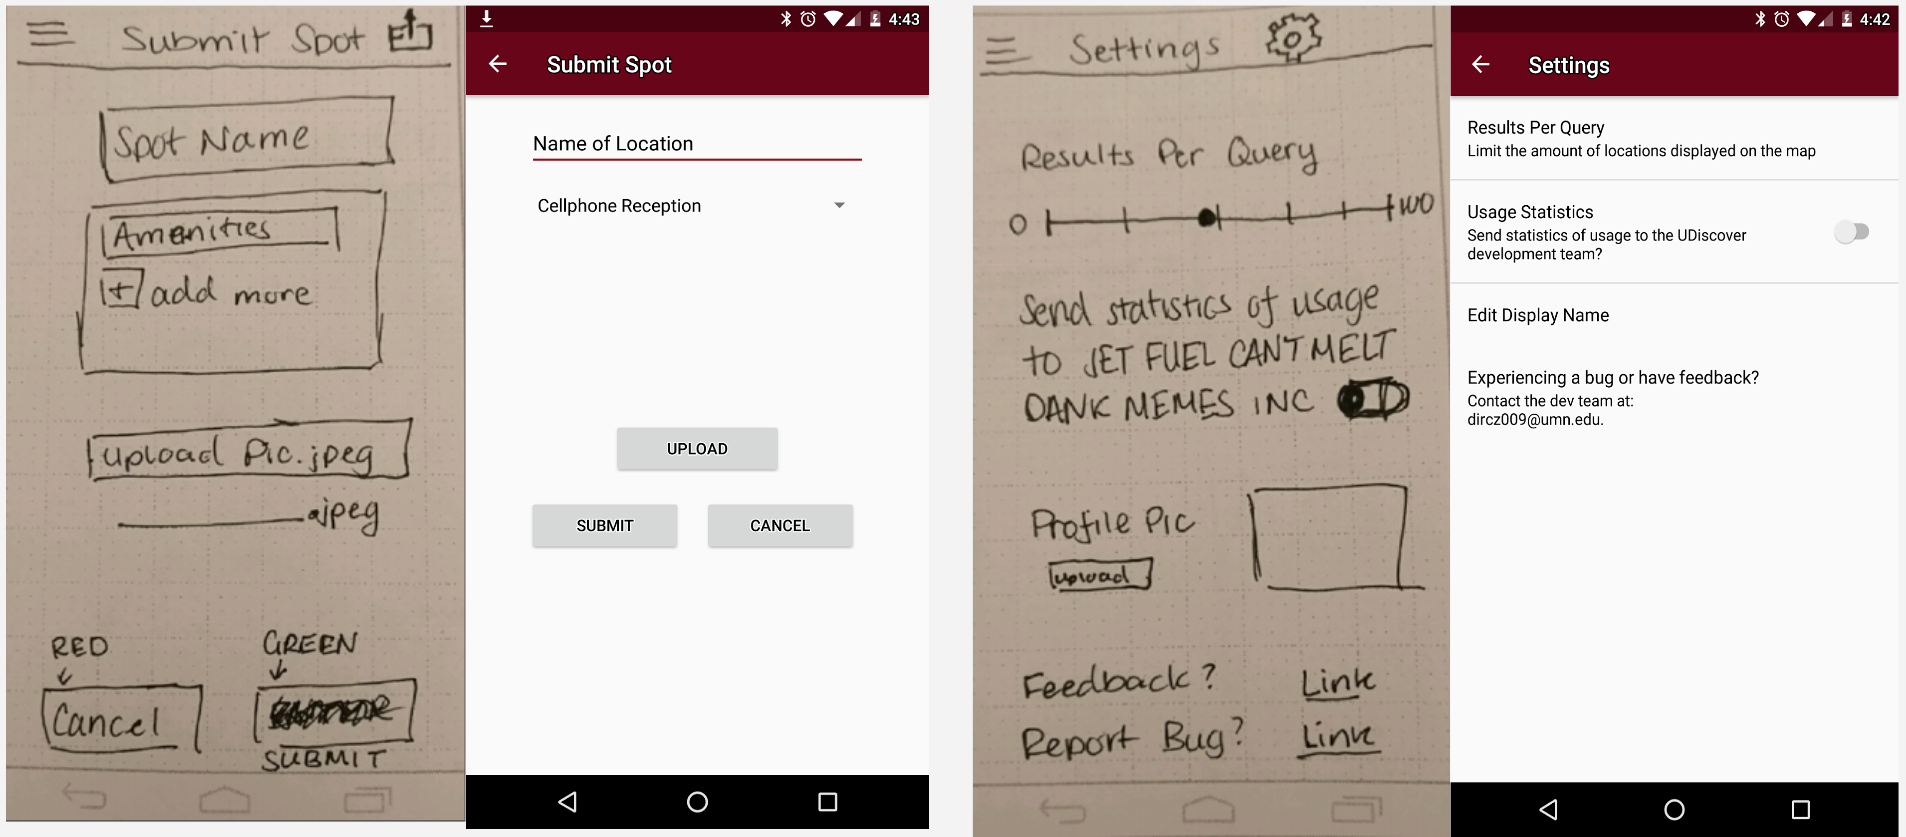 Submit Spot
Spot Name
Amenities
+ add more
upload Pic.jpeg
.jpeg
RED
GREEN
Cancel
SUBMIT
4:43
Submit Spot
Name of Location
Cellphone Reception
UPLOAD
SUBMIT
CANCEL
Settings
Results Per Query
0
100
Send statistics of usage
to JET FUEL CANT MELT
DANK MEMES INC
Profile Pic
upload
Feedback? Link
Report Bug? Link
4:42
Settings
Results Per Query
Limit the amount of locations displayed on the map
Usage Statistics
Send statistics of usage to the UDiscover
development team?
Edit Display Name
Experiencing a bug or have feedback?
Contact the dev team at:
dircz009@umn.edu.